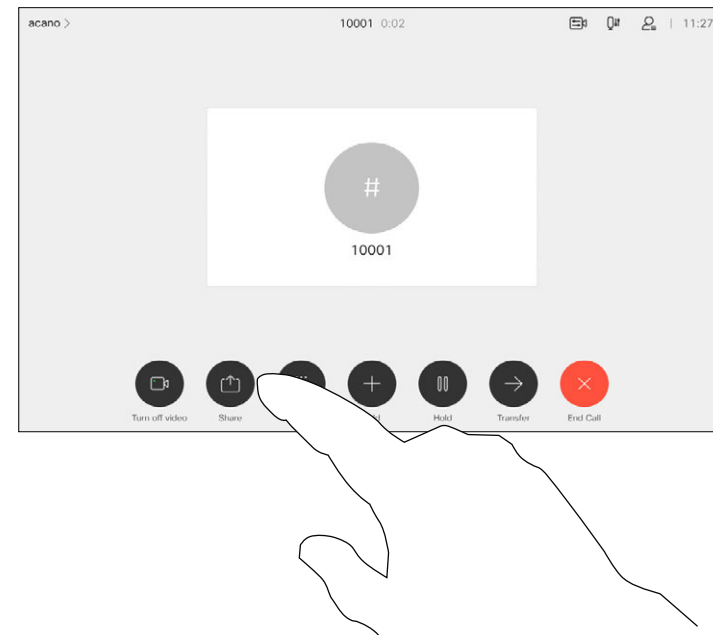 acano >
10001 0:02
11:27
#
10001
Turn off video
Share
Hold
Transfer
End Call